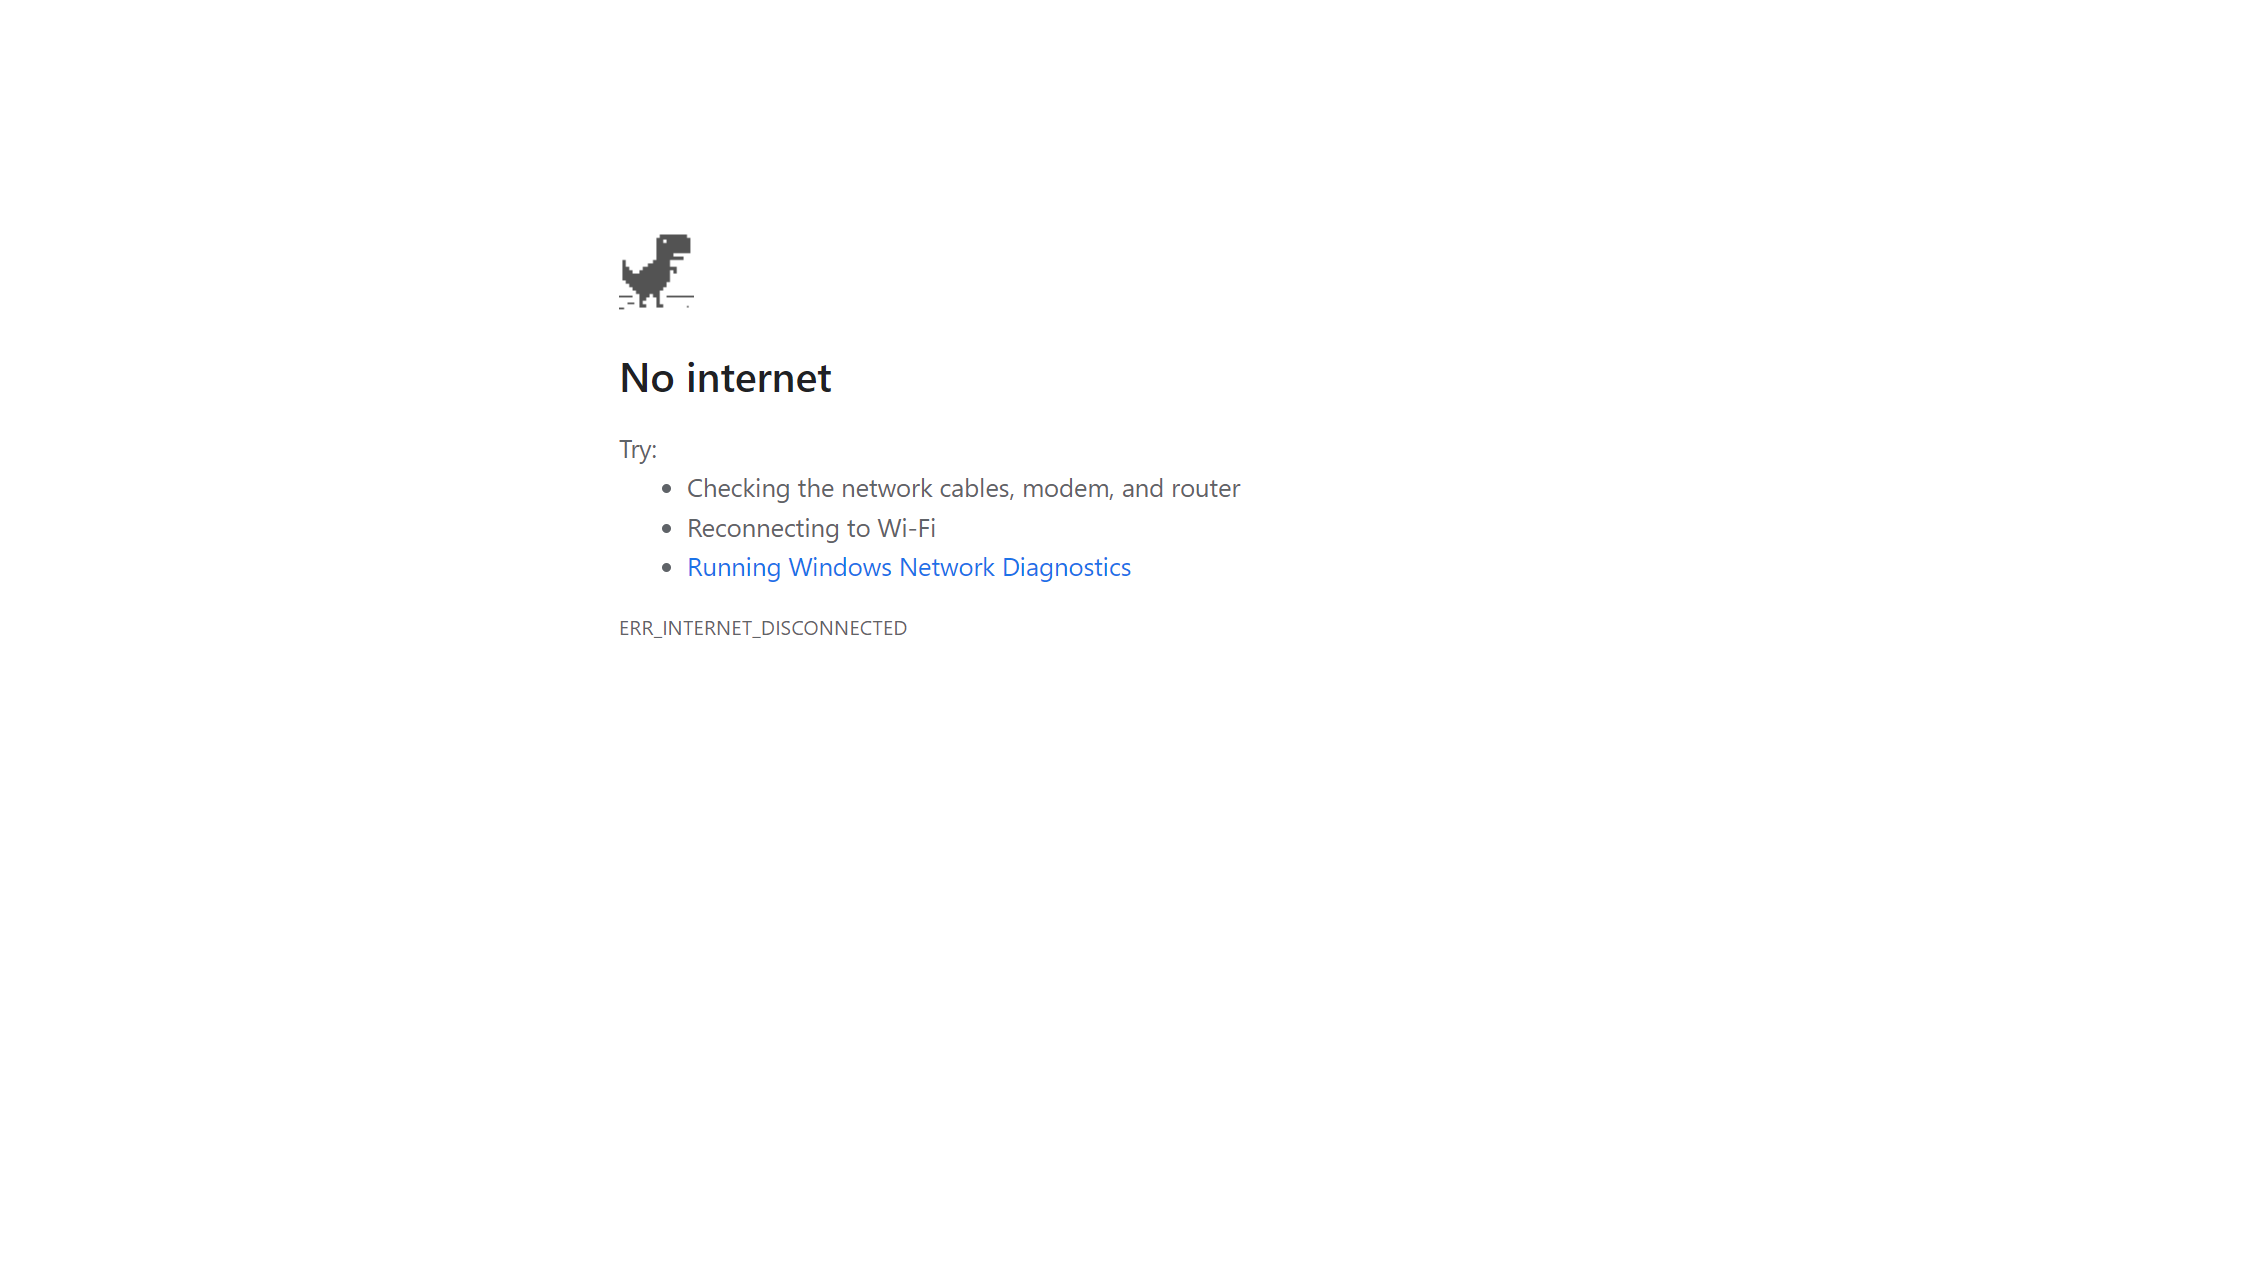 No internet
Try:
Checking the network cables, modem, and router
Reconnecting to Wi-Fi
Running Windows Network Diagnostics
ERR_INTERNET_DISCONNECTED